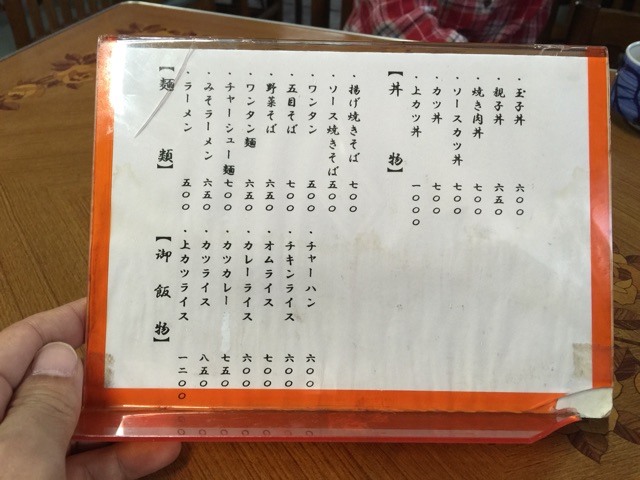 【麺類】
・ラーメン 五〇〇
・みそラーメン 六五〇
・チャーシュー麺 七〇〇
・ワンタン麺 六五〇
・野菜そば 六五〇
・五目そば 七〇〇
・ワンタン 五〇〇
・ソース焼きそば 五〇〇
・揚げ焼きそば 七〇〇
【丼物】
・上カツ丼 一〇〇〇
・カツ丼 七〇〇
・ソースカツ丼 七〇〇
・焼き肉丼 七〇〇
・親子丼 六五〇
・玉子丼 六〇〇
【御飯物】
・上カツライス 一二〇〇
・カツライス 八五〇
・カツカレー 七五〇
・カレーライス 六〇〇
・オムライス 七〇〇
・チキンライス 六〇〇
・チャーハン 六〇〇